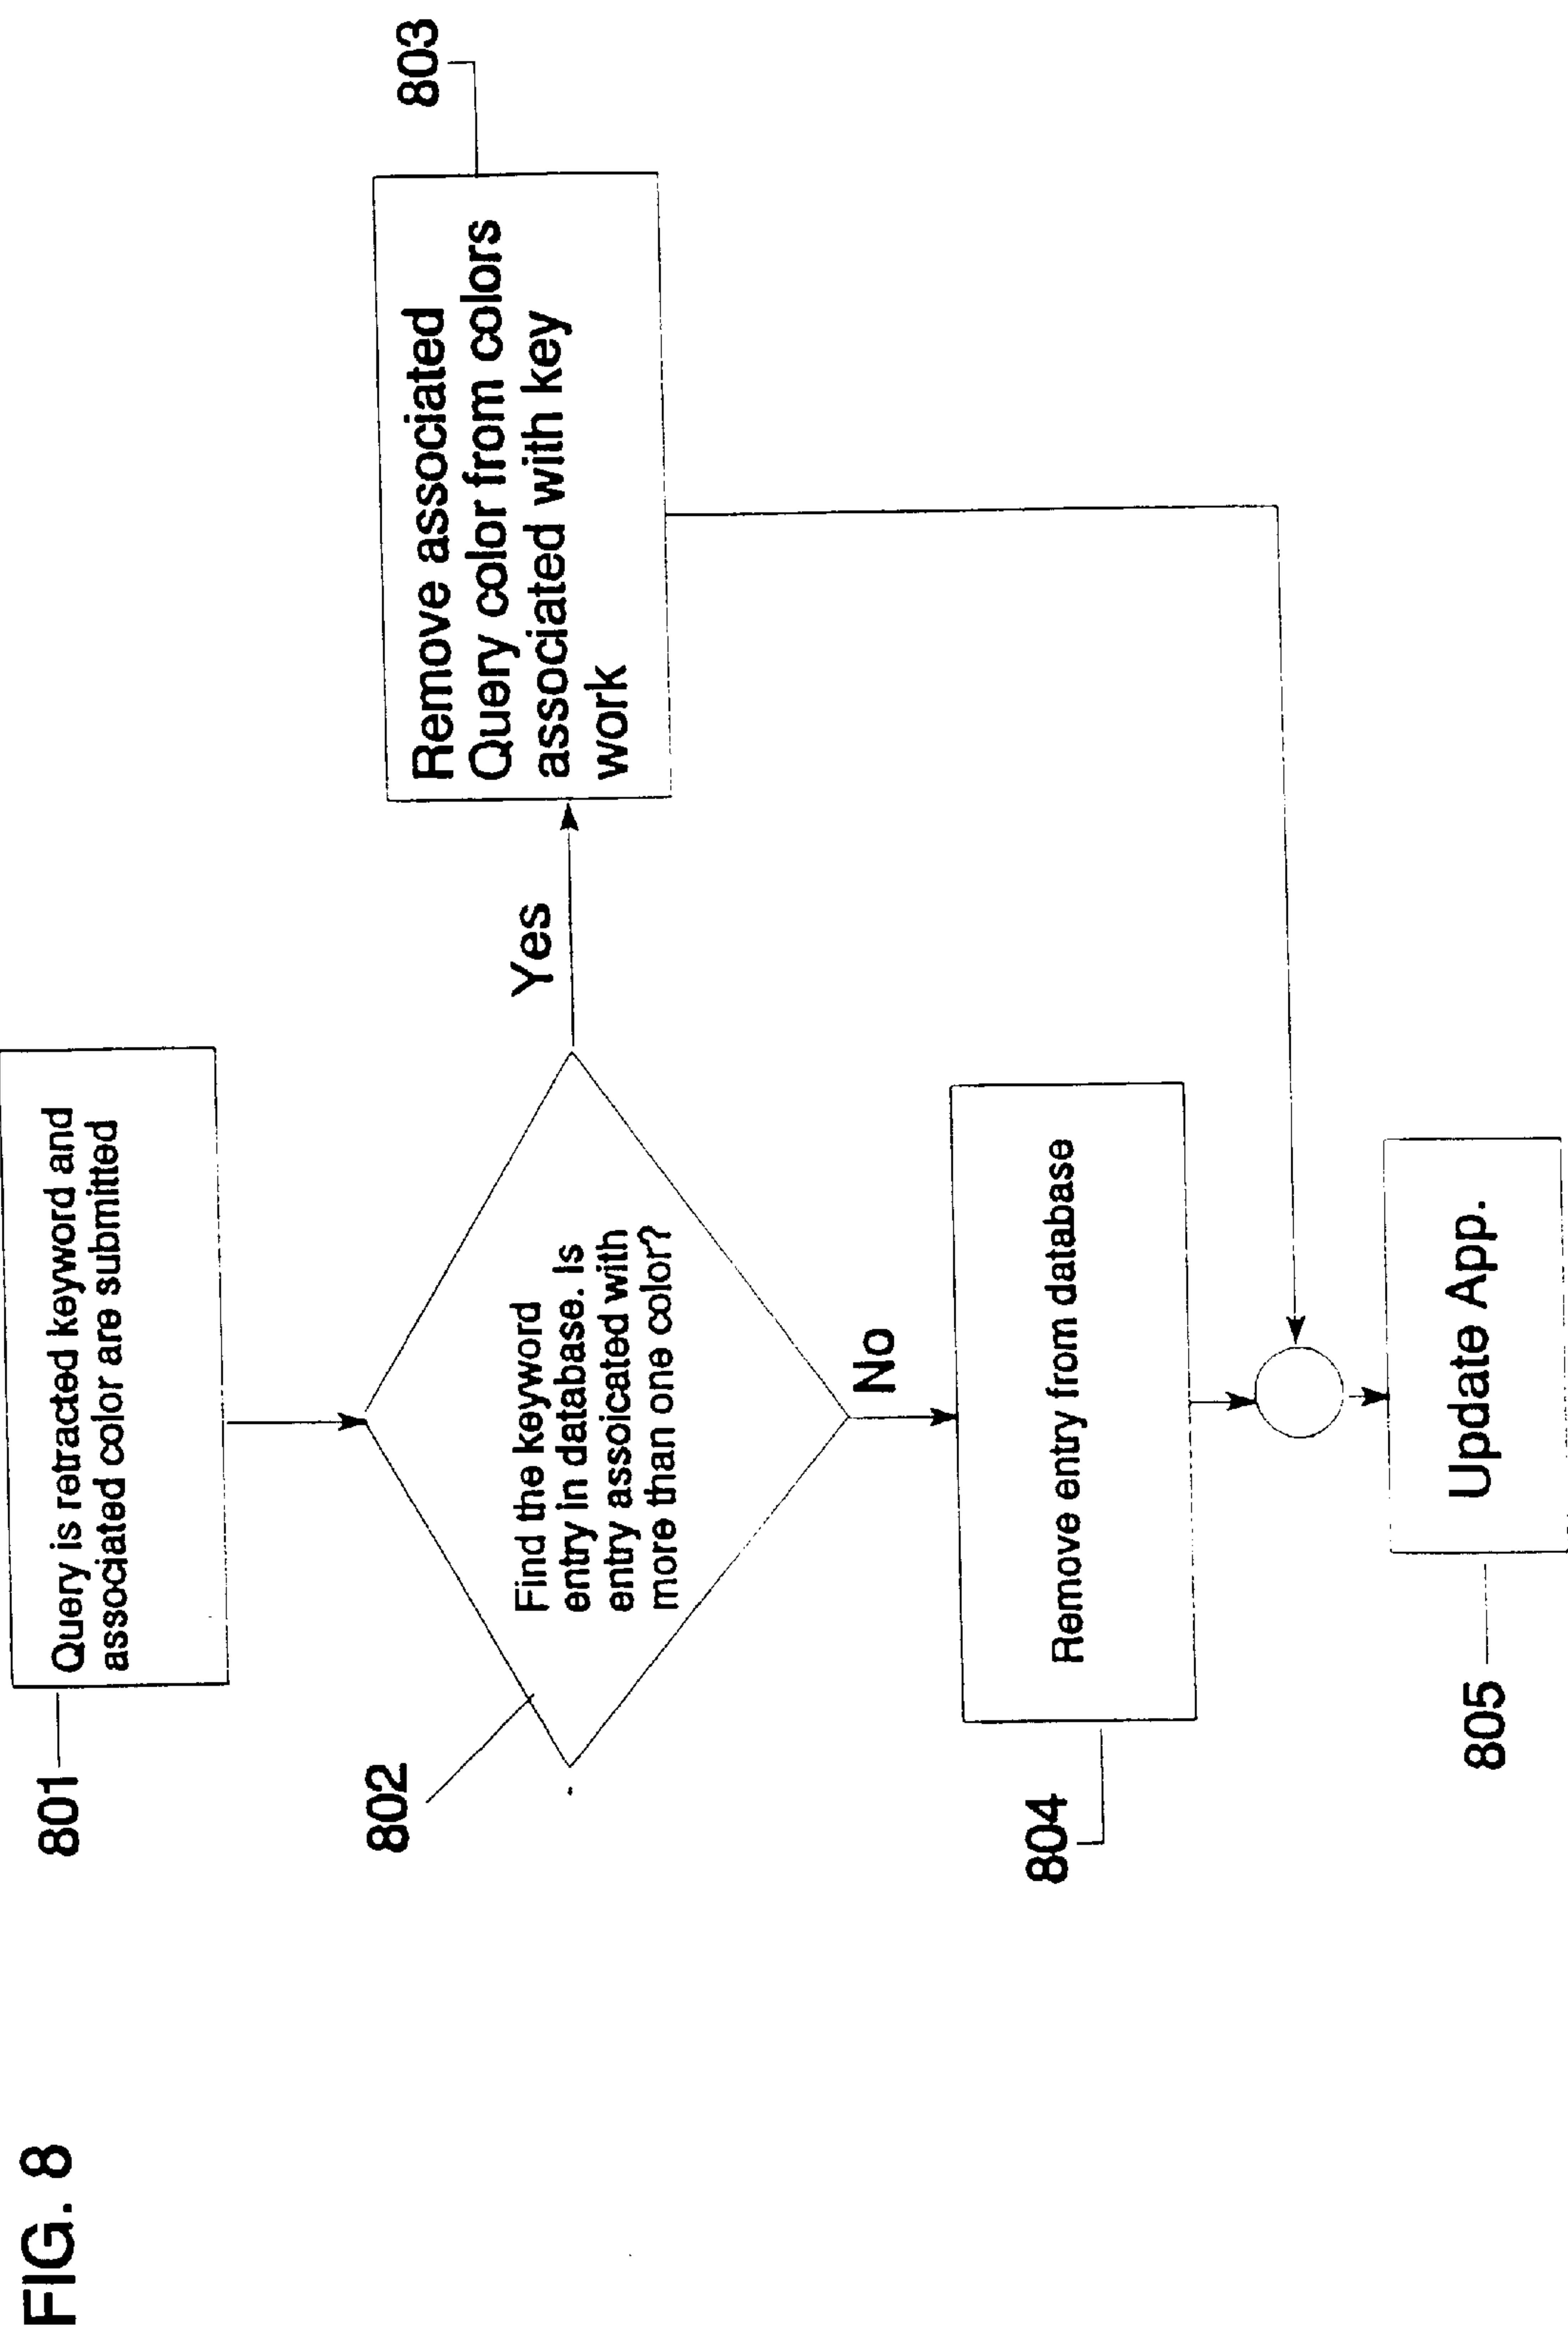 FIG. 8
801
Query is retracted keyword and
associated color are submitted
802
Find the keyword
entry in database. Is
entry assoicated with
more than one color?
Yes
803
Remove associated
Query color from colors
associated with key
work
No
804
Remove entry from database
805
Update App.